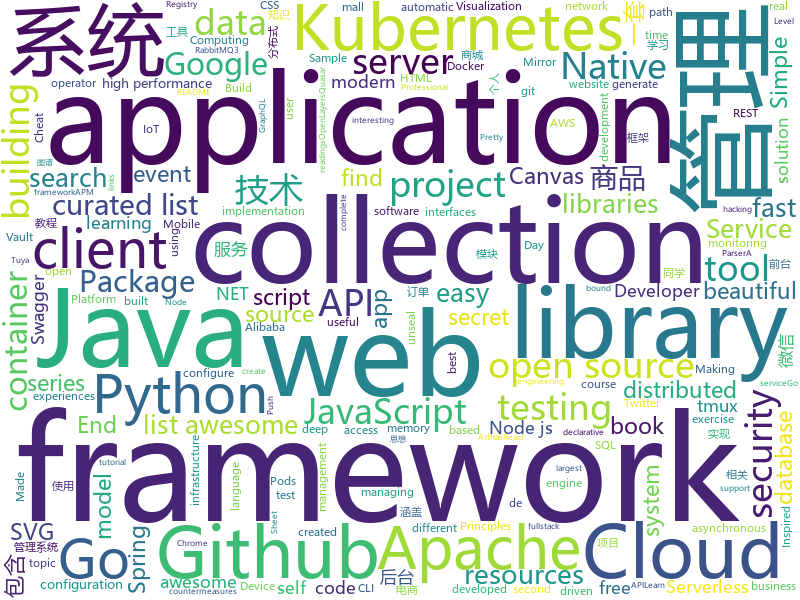 Registry
mall
automatic
Visualization
CSS
network
知识
path
工具
Computing
分布式
RabbitMQ3
real
Level
系统
data
Kubernetes
一套
管理
application
Google
server
Sample
Docker
商城
Mirror
time
学习
Simple
operator
high performance
Build
modern
HTML
Professional
Native
个人
git
website
generate
Cheat
IoT
GraphQL
user
README
AWS
development
REST
框架
solution
interesting
Pretty
building
search
event
技术
find
project
Canvas
商品
图谱
links
curated list
libraries
fast
frameworkAPM
教程
Mobile
learning
using
implementation
complete
software
interfaces
Service
hacking
Vault
client
collection
服务
Day
monitoring
ParserA
Tuya
open
Package
模块
同学
前台
Platform
built
Node
NET
tool
container
Swagger
script
API
app
easy
订单
Developer
beautiful
source
Alibaba
useful
secret
bound
unseal
Java
web
library
series
configure
open source
best
Making
experiences
Python
distributed
engineering
create
Push
deep
access
memory
testing
course
serviceGo
infrastructure
End
JavaScript
tmux
微信
Twitter
list awesome
Node js
book
exercise
declarative
tutorial
language
managing
based
思想
ArthasReact
security
database
实现
SQL
model
management
Pods
test
engine
largest
Inspired
Made
使用
framework
Github
Apache
Cloud
system
相关
de
涵盖
SVG
Spring
topic
created
different
Principles
asynchronous
管理系统
Sheet
support
包含
Go
configuration
awesome
后台
resources
项目
fullstack
Chrome
self
code
CLI
电商
free
APILearn
countermeasures
Device
developed
second
driven
Serverless
business